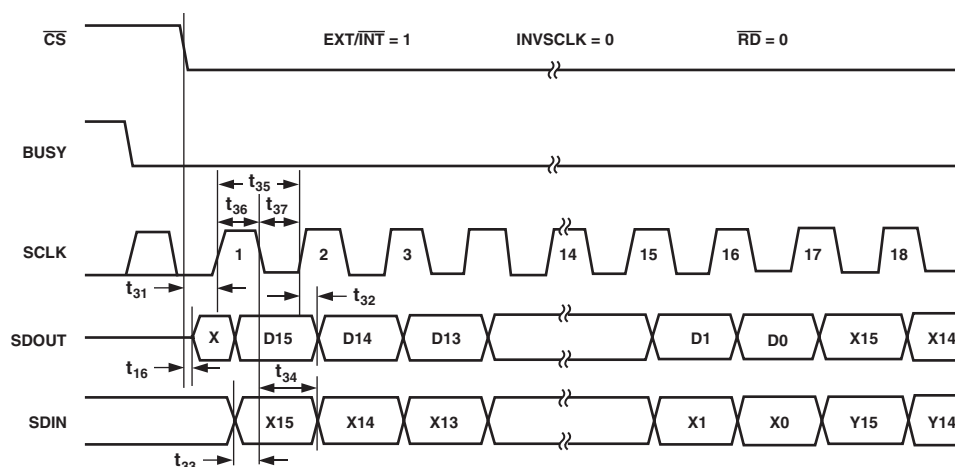 CS EXT/INT = 1 INVSCLK = 0 RD = 0
BUSY
t35
t36 t37
SCLK 1 2 3 14 15 16 17 18
t31 t32
SDOUT X D15 D14 D13 D1 D0 X15 X14
t16 t34
SDIN X15 X14 X13 X1 X0 Y15 Y14
t33